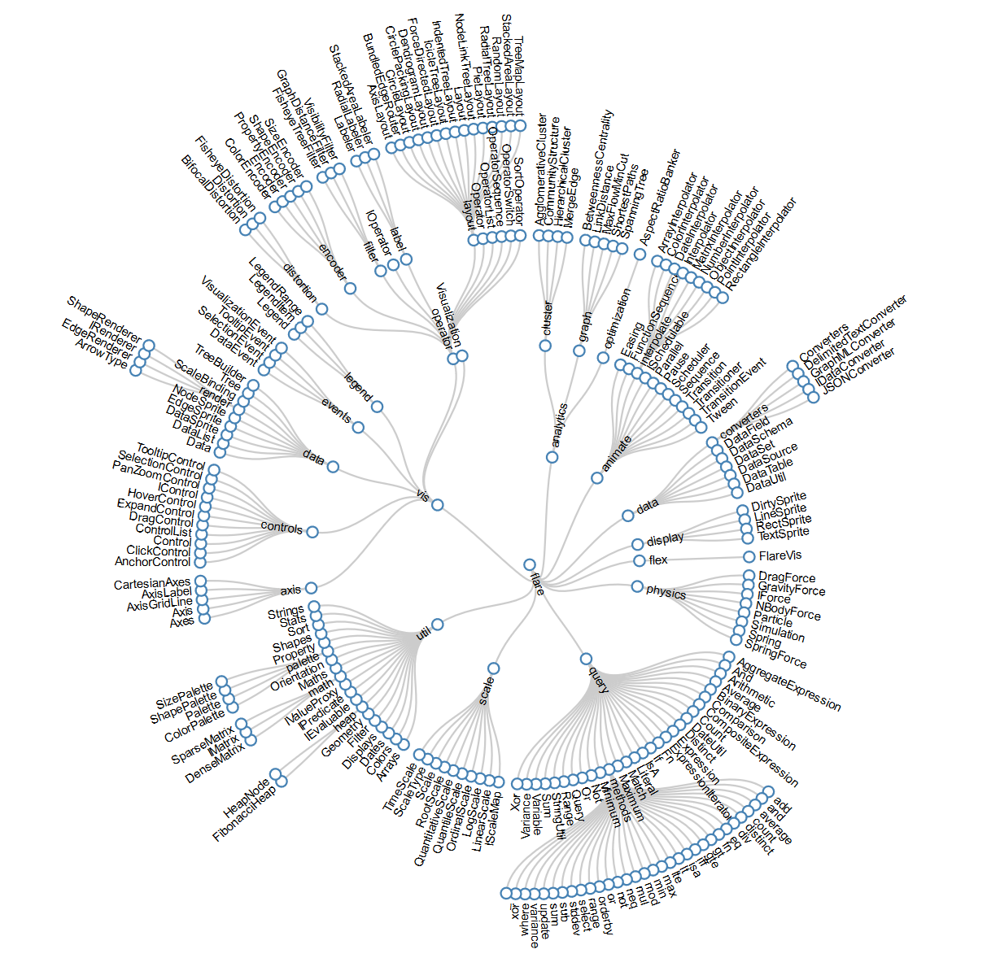 flare
analytics
cluster
AgglomerativeCluster
CommunityStructure
HierarchicalCluster
MergeEdge
graph
BetweennessCentrality
LinkDistance
MaxFlowMinCut
ShortestPaths
SpanningTree
optimization
AspectRatioBanker
animate
Easing
FunctionSequence
interpolate
ArrayInterpolator
ColorInterpolator
DateInterpolator
Interpolator
MatrixInterpolator
NumberInterpolator
ObjectInterpolator
PointInterpolator
RectangleInterpolator
ISchedulable
Parallel
Pause
Scheduler
Sequence
Transition
Transitioner
TransitionEvent
Tween
data
converters
Converters
DelimitedTextConverter
GraphMLConverter
IDataConverter
JSONConverter
DataField
DataSchema
DataSet
DataSource
DataTable
DataUtil
display
DirtySprite
LineSprite
RectSprite
TextSprite
flex
FlareVis
physics
DragForce
GravityForce
IForce
NBodyForce
Particle
Simulation
Spring
SpringForce
query
AggregateExpression
And
Arithmetic
Average
BinaryExpression
Comparison
CompositeExpression
Count
DateUtil
Distinct
Expression
ExpressionIterator
Fn
If
IsA
Literal
Match
Maximum
methods
add
and
average
count
distinct
div
eq
fn
gt
gte
iff
isa
lt
lte
max
min
mod
mul
neq
not
or
orderby
range
select
stddev
sub
sum
update
variance
where
xor
Minimum
Not
Or
Query
Range
StringUtil
Sum
Variable
Variance
Xor
scale
IScaleMap
LinearScale
LogScale
OrdinalScale
QuantileScale
QuantitativeScale
RootScale
Scale
ScaleType
TimeScale
util
Arrays
Colors
Dates
Displays
Filter
Geometry
heap
FibonacciHeap
HeapNode
IEvaluable
IPredicate
IValueProxy
math
DenseMatrix
IMatrix
SparseMatrix
Maths
Orientation
palette
ColorPalette
Palette
ShapePalette
SizePalette
Property
Shapes
Sort
Stats
Strings
vis
axis
Axes
Axis
AxisGridLine
AxisLabel
CartesianAxes
controls
AnchorControl
ClickControl
Control
ControlList
DragControl
ExpandControl
HoverControl
IControl
PanZoomControl
SelectionControl
TooltipControl
data
Data
DataList
DataSprite
EdgeSprite
NodeSprite
render
ArrowType
EdgeRenderer
IRenderer
ShapeRenderer
ScaleBinding
Tree
TreeBuilder
events
DataEvent
SelectionEvent
TooltipEvent
VisualizationEvent
legend
Legend
LegendItem
LegendRange
operator
distortion
BifocalDistortion
Distortion
FisheyeDistortion
encoder
ColorEncoder
Encoder
PropertyEncoder
ShapeEncoder
SizeEncoder
filter
FisheyeTreeFilter
GraphDistanceFilter
VisibilityFilter
IOperator
label
Labeler
RadialLabeler
StackedAreaLabeler
layout
AxisLayout
BundledEdgeRouter
CircleLayout
CirclePackingLayout
DendrogramLayout
ForceDirectedLayout
IcicleTreeLayout
IndentedTreeLayout
Layout
NodeLinkTreeLayout
PieLayout
RadialTreeLayout
RandomLayout
StackedAreaLayout
TreeMapLayout
Operator
OperatorList
OperatorSequence
OperatorSwitch
SortOperator
Visualization